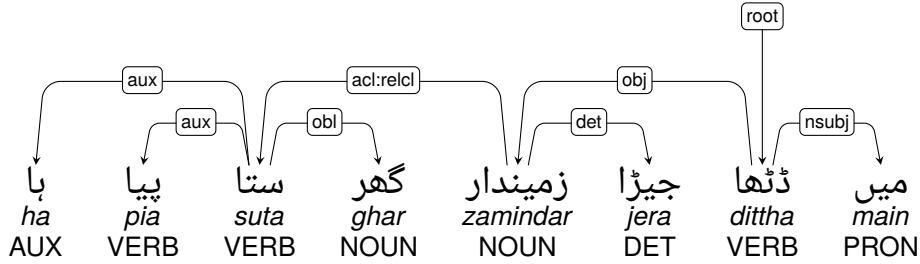 root
aux acl:relcl obj
aux obl det nsubj
میں ڈٹھا جیڑا زمیندار گھر ستا پیا ہا
ha pia suta ghar zamindar jera dittha main
AUX VERB VERB NOUN NOUN DET VERB PRON